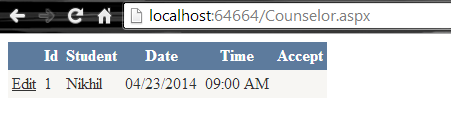 localhost:64664/Counselor.aspx
Id Student Date Time Accept
Edit 1 Nikhil 04/23/2014 09:00 AM